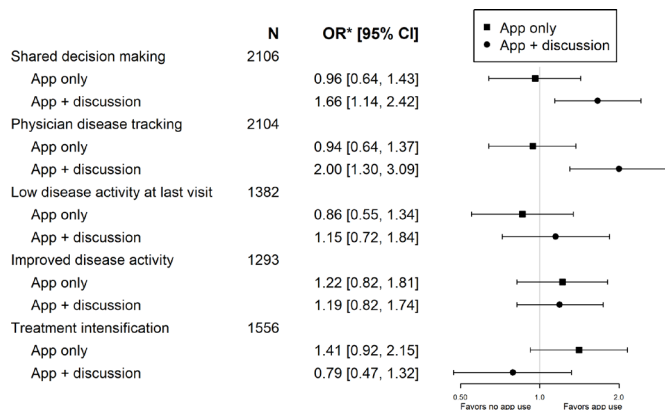 N OR* [95% CI]
App only
App + discussion
Shared decision making 2106
App only 0.96 [0.64, 1.43]
App + discussion 1.66 [1.14, 2.42]
Physician disease tracking 2104
App only 0.94 [0.64, 1.37]
App + discussion 2.00 [1.30, 3.09]
Low disease activity at last visit 1382
App only 0.86 [0.55, 1.34]
App + discussion 1.15 [0.72, 1.84]
Improved disease activity 1293
App only 1.22 [0.82, 1.81]
App + discussion 1.19 [0.82, 1.74]
Treatment intensification 1556
App only 1.41 [0.92, 2.15]
App + discussion 0.79 [0.47, 1.32]
0.50 1.0 2.0
Favors no app use Favors app use